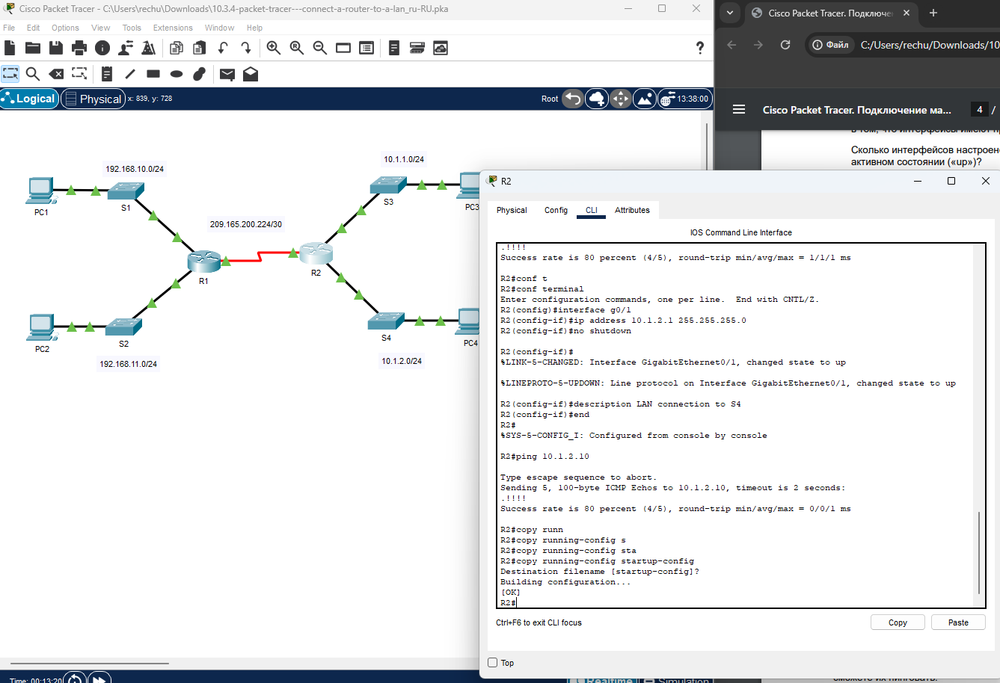 Cisco Packet Tracer - C:\Users\rechu\Downloads\10.3.4-packet-tracer---connect-a-router-to-a-lan_ru-RU.pka
File Edit Options View Tools Extensions Window Help
Logical Physical x: 839, y: 728 Root 13:38:00
192.168.10.0/24
PC1
S1
209.165.200.224/30
R1
R2
10.1.1.0/24
S3
PC3
PC2
S2
192.168.11.0/24
S4
PC4
10.1.2.0/24
Time: 00:13:20
Realtime Simulation
Cisco Packet Tracer. Подключе
Файл C:/Users/rechu/Downloads/10
Cisco Packet Tracer. Подключение ма... 4 /
Сколько интерфейсов настроен
активном состоянии («up»)?
R2
Physical Config CLI Attributes
IOS Command Line Interface
.!!!!
Success rate is 80 percent (4/5), round-trip min/avg/max = 1/1/1 ms
R2#conf t
R2#conf terminal
Enter configuration commands, one per line.  End with CNTL/Z.
R2(config)#interface g0/1
R2(config-if)#ip address 10.1.2.1 255.255.255.0
R2(config-if)#no shutdown
R2(config-if)#
%LINK-5-CHANGED: Interface GigabitEthernet0/1, changed state to up
%LINEPROTO-5-UPDOWN: Line protocol on Interface GigabitEthernet0/1, changed state to up
R2(config-if)#description LAN connection to S4
R2(config-if)#end
R2#
%SYS-5-CONFIG_I: Configured from console by console
R2#ping 10.1.2.10
Type escape sequence to abort.
Sending 5, 100-byte ICMP Echos to 10.1.2.10, timeout is 2 seconds:
.!!!!
Success rate is 80 percent (4/5), round-trip min/avg/max = 0/0/1 ms
R2#copy runn
R2#copy running-config s
R2#copy running-config sta
R2#copy running-config startup-config
Destination filename [startup-config]?
Building configuration...
[OK]
R2#
Ctrl+F6 to exit CLI focus
Copy Paste
Top